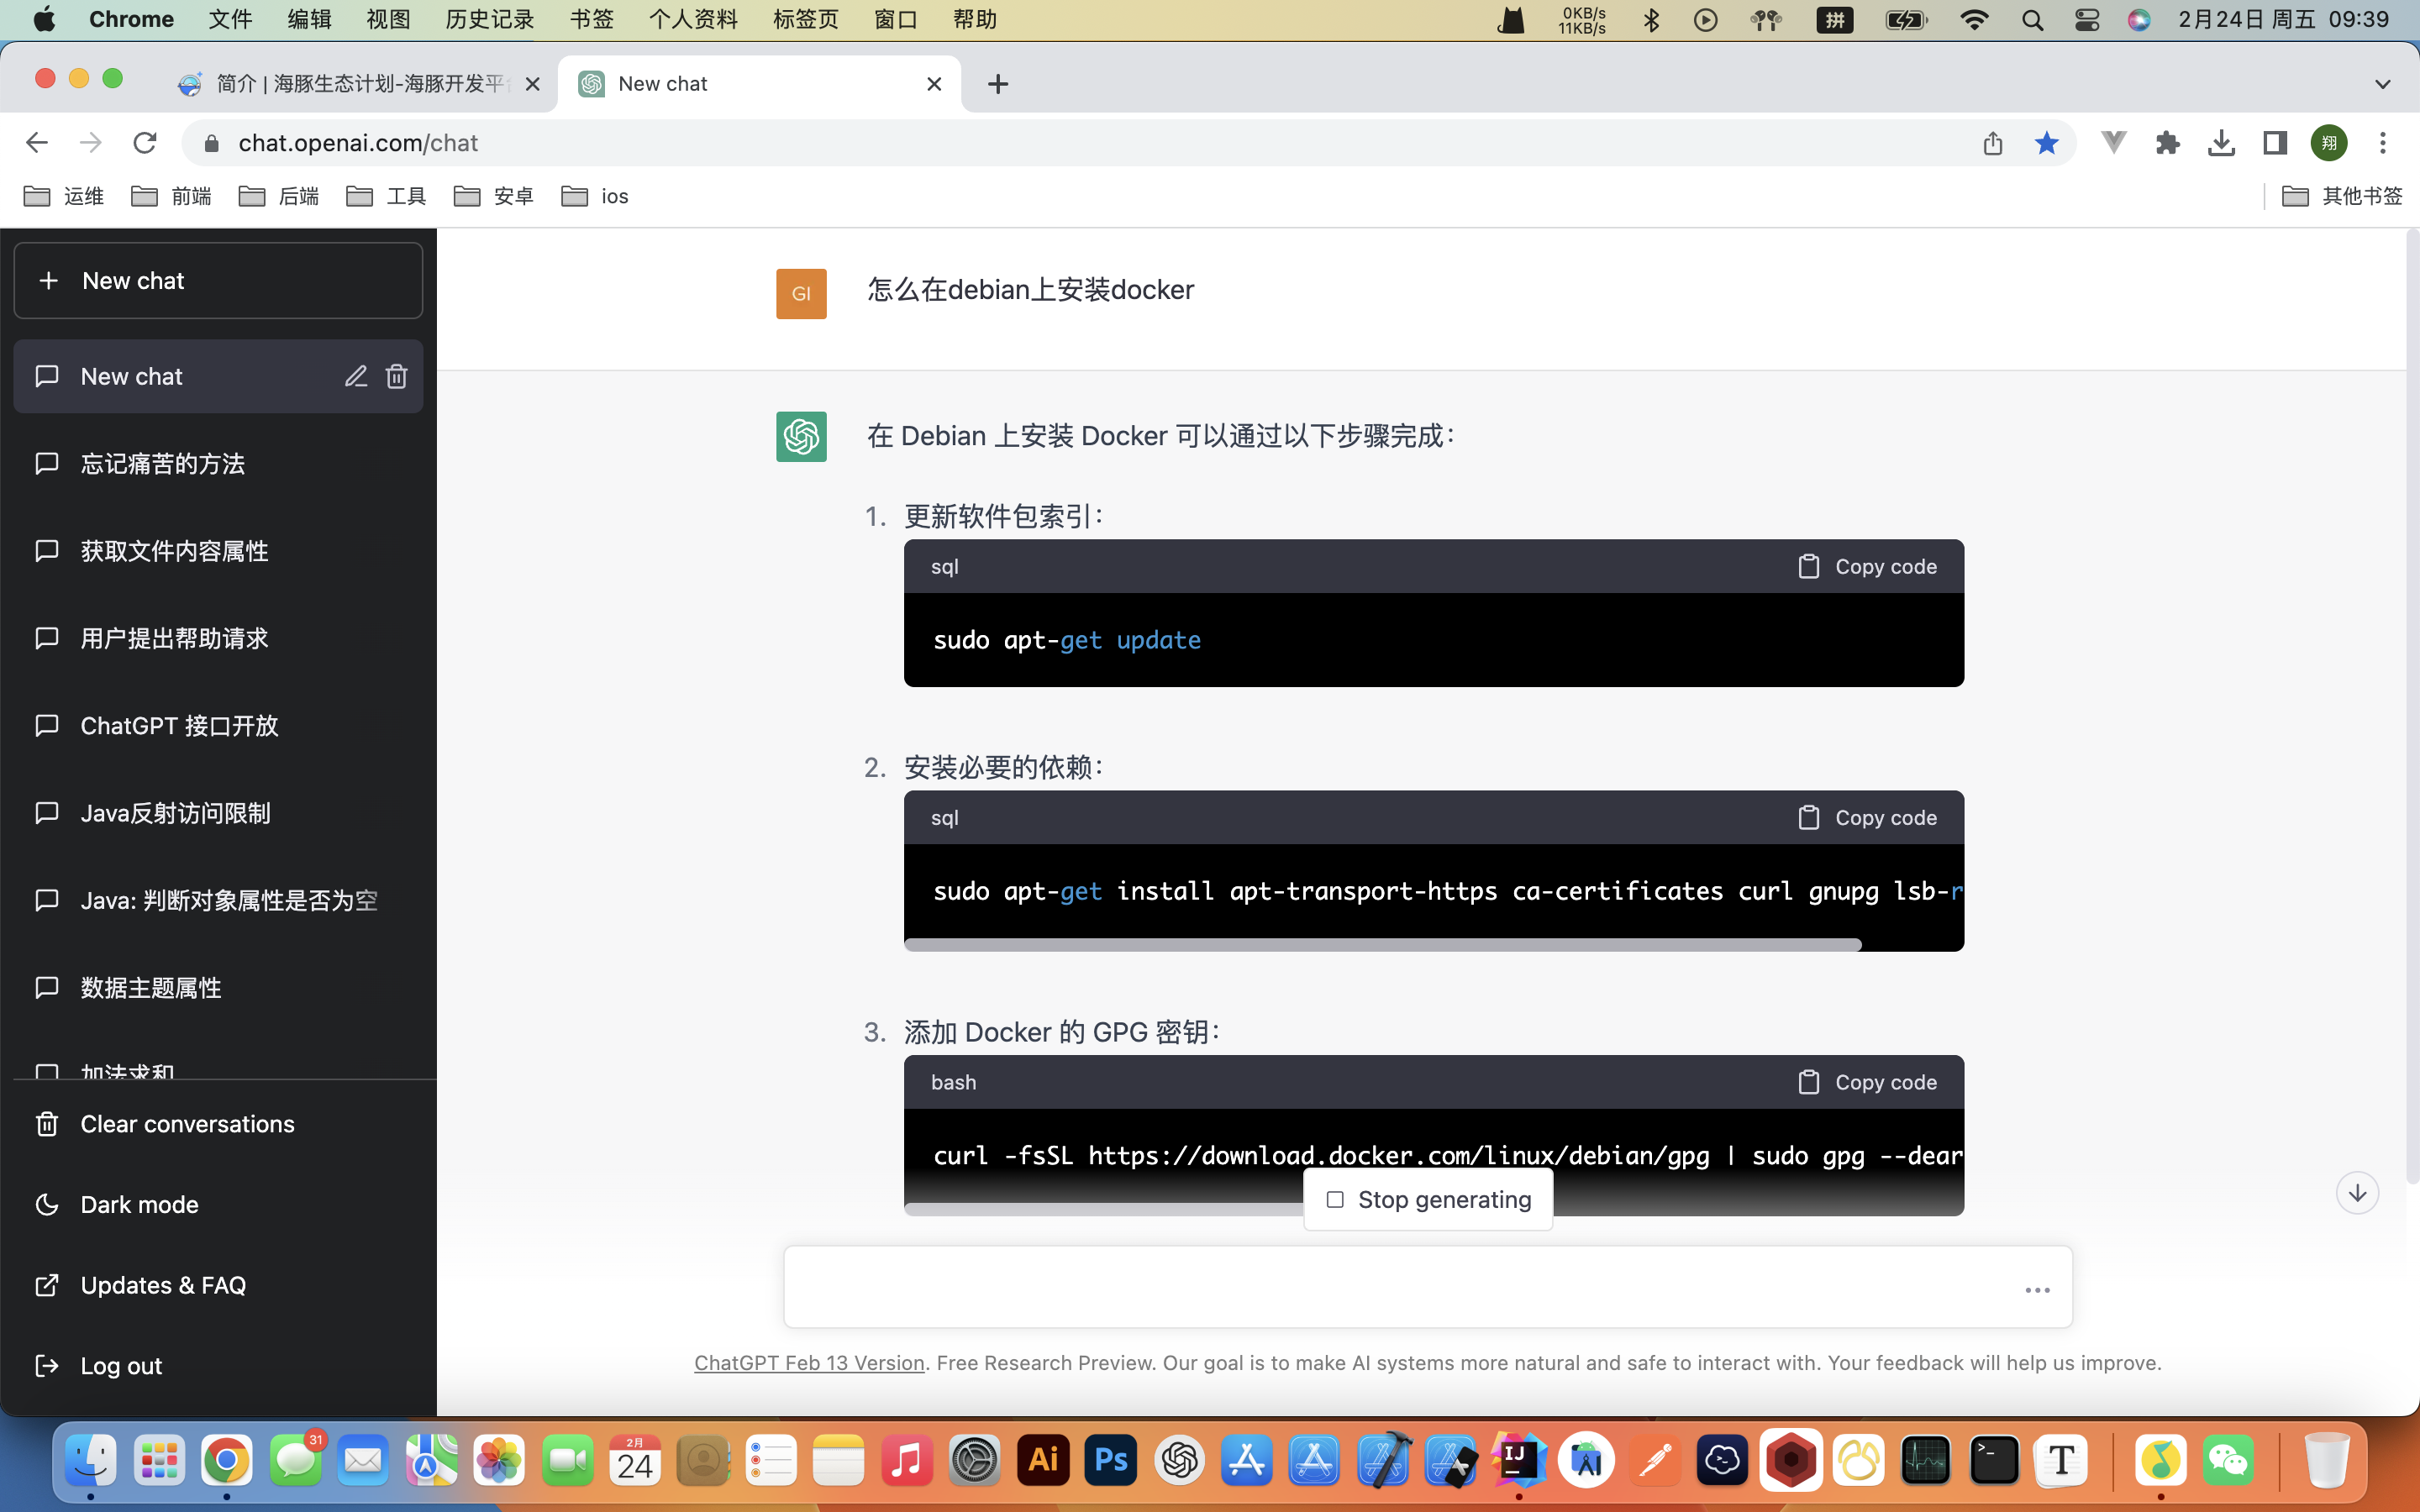 Chrome 文件 编辑 视图 历史记录 书签 个人资料 标签页 窗口 帮助 0KB/s 11KB/s 拼 2月24日 周五 09:39
简介 | 海豚生态计划-海豚开发平 New chat
chat.openai.com/chat 翔
运维 前端 后端 工具 安卓 ios 其他书签
New chat
New chat
忘记痛苦的方法
获取文件内容属性
用户提出帮助请求
ChatGPT 接口开放
Java反射访问限制
Java: 判断对象属性是否为空
数据主题属性
加法求和
Clear conversations
Dark mode
Updates & FAQ
Log out
GI 怎么在debian上安装docker
在 Debian 上安装 Docker 可以通过以下步骤完成：
1. 更新软件包索引：
sql Copy code
sudo apt-get update
2. 安装必要的依赖：
sql Copy code
sudo apt-get install apt-transport-https ca-certificates curl gnupg lsb-r
3. 添加 Docker 的 GPG 密钥：
bash Copy code
curl -fsSL https://download.docker.com/linux/debian/gpg | sudo gpg --dear
Stop generating
ChatGPT Feb 13 Version. Free Research Preview. Our goal is to make AI systems more natural and safe to interact with. Your feedback will help us improve.
31 2月 24 Ai Ps IJ T